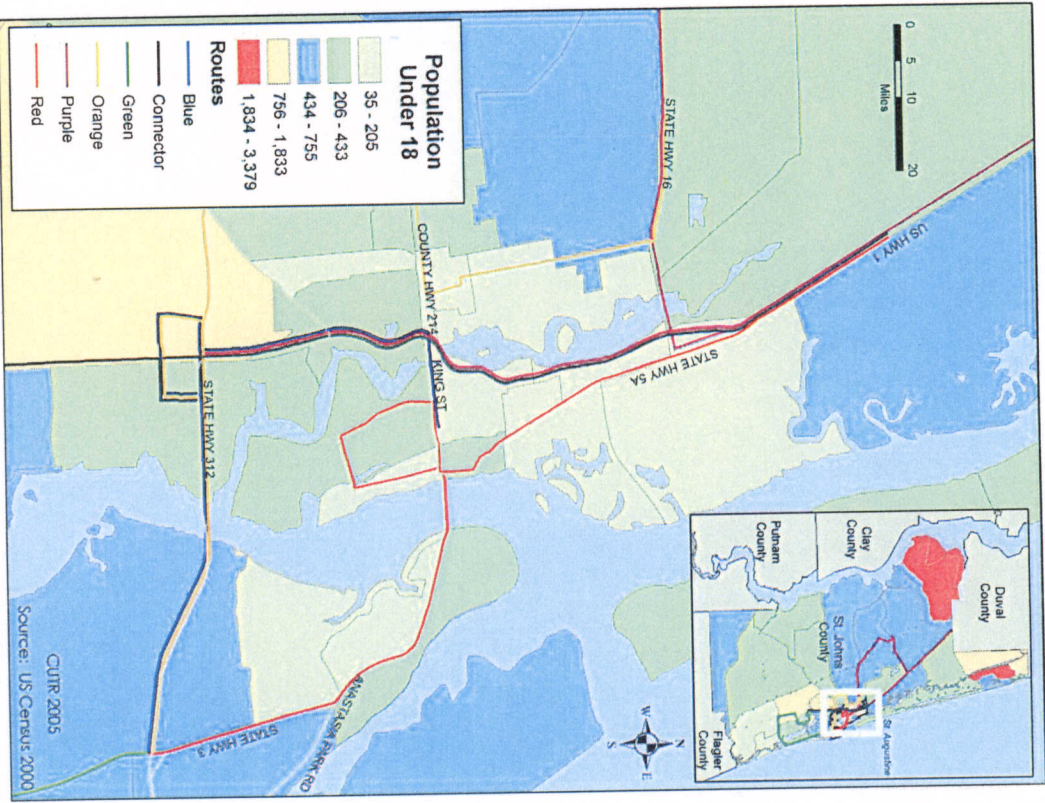 Population
Under 18
35 - 205
206 - 433
434 - 755
756 - 1,833
1,834 - 3,379
Routes
Blue
Connector
Black
Green
Orange
Purple
Red
0 5 10 20
Miles
STATE HWY 16
US HWY 1
STATE HWY 5A
COUNTY HWY 214
KING ST
STATE HWY 312
STATE HWY 3
ANASTASIA PARK RD
Duval
County
Clay
County
Putnam
County
St. Johns
County
St. Augustine
Flagler
County
N
W
E
S
CUTR 2005
Source: US Census 2000